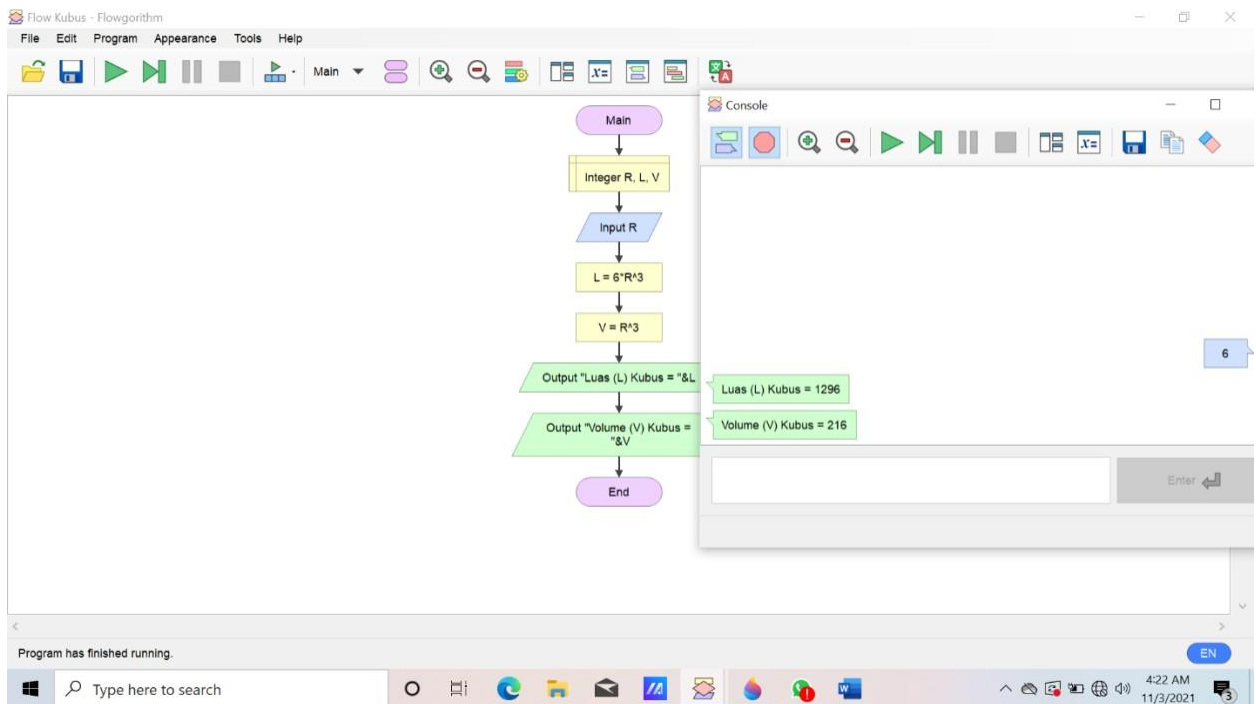 Flow Kubus - Flowgorithm
File Edit Program Appearance Tools Help
Main
Main
Integer R, L, V
Input R
L = 6*R^3
V = R^3
Output "Luas (L) Kubus = "&L
Output "Volume (V) Kubus =
"&V
End
Console
6
Luas (L) Kubus = 1296
Volume (V) Kubus = 216
Enter
Program has finished running.
EN
Type here to search
4:22 AM
11/3/2021
3